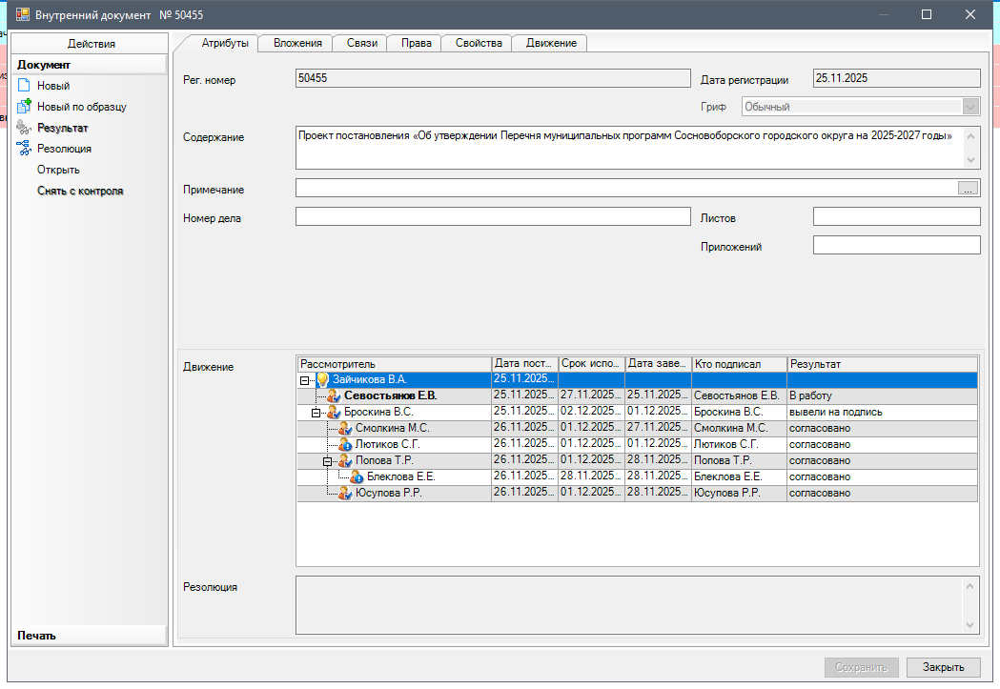 Внутренний документ № 50455
Действия
Документ
Новый
Новый по образцу
Результат
Резолюция
Открыть
Снять с контроля
Печать
Атрибуты Вложения Связи Права Свойства Движение
Рег. номер 50455 Дата регистрации 25.11.2025
Гриф Обычный
Содержание Проект постановления «Об утверждении Перечня муниципальных программ Сосновоборского городского округа на 2025-2027 годы»
Примечание ...
Номер дела Листов
Приложений
Движение
Рассмотритель Дата пост... Срок испо... Дата заве... Кто подписал Результат
Зайчикова В.А. 25.11.2025...
Севостьянов Е.В. 25.11.2025... 27.11.2025... 25.11.2025... Севостьянов Е.В. В работу
Броскина В.С. 25.11.2025... 02.12.2025... 01.12.2025... Броскина В.С. вывели на подпись
Смолкина М.С. 26.11.2025... 01.12.2025... 27.11.2025... Смолкина М.С. согласовано
Лютиков С.Г. 26.11.2025... 01.12.2025... 01.12.2025... Лютиков С.Г. согласовано
Попова Т.Р. 26.11.2025... 01.12.2025... 28.11.2025... Попова Т.Р. согласовано
Блеклова Е.Е. 26.11.2025... 28.11.2025... 28.11.2025... Блеклова Е.Е. согласовано
Юсупова Р.Р. 26.11.2025... 01.12.2025... 28.11.2025... Юсупова Р.Р. согласовано
Резолюция
Сохранить Закрыть